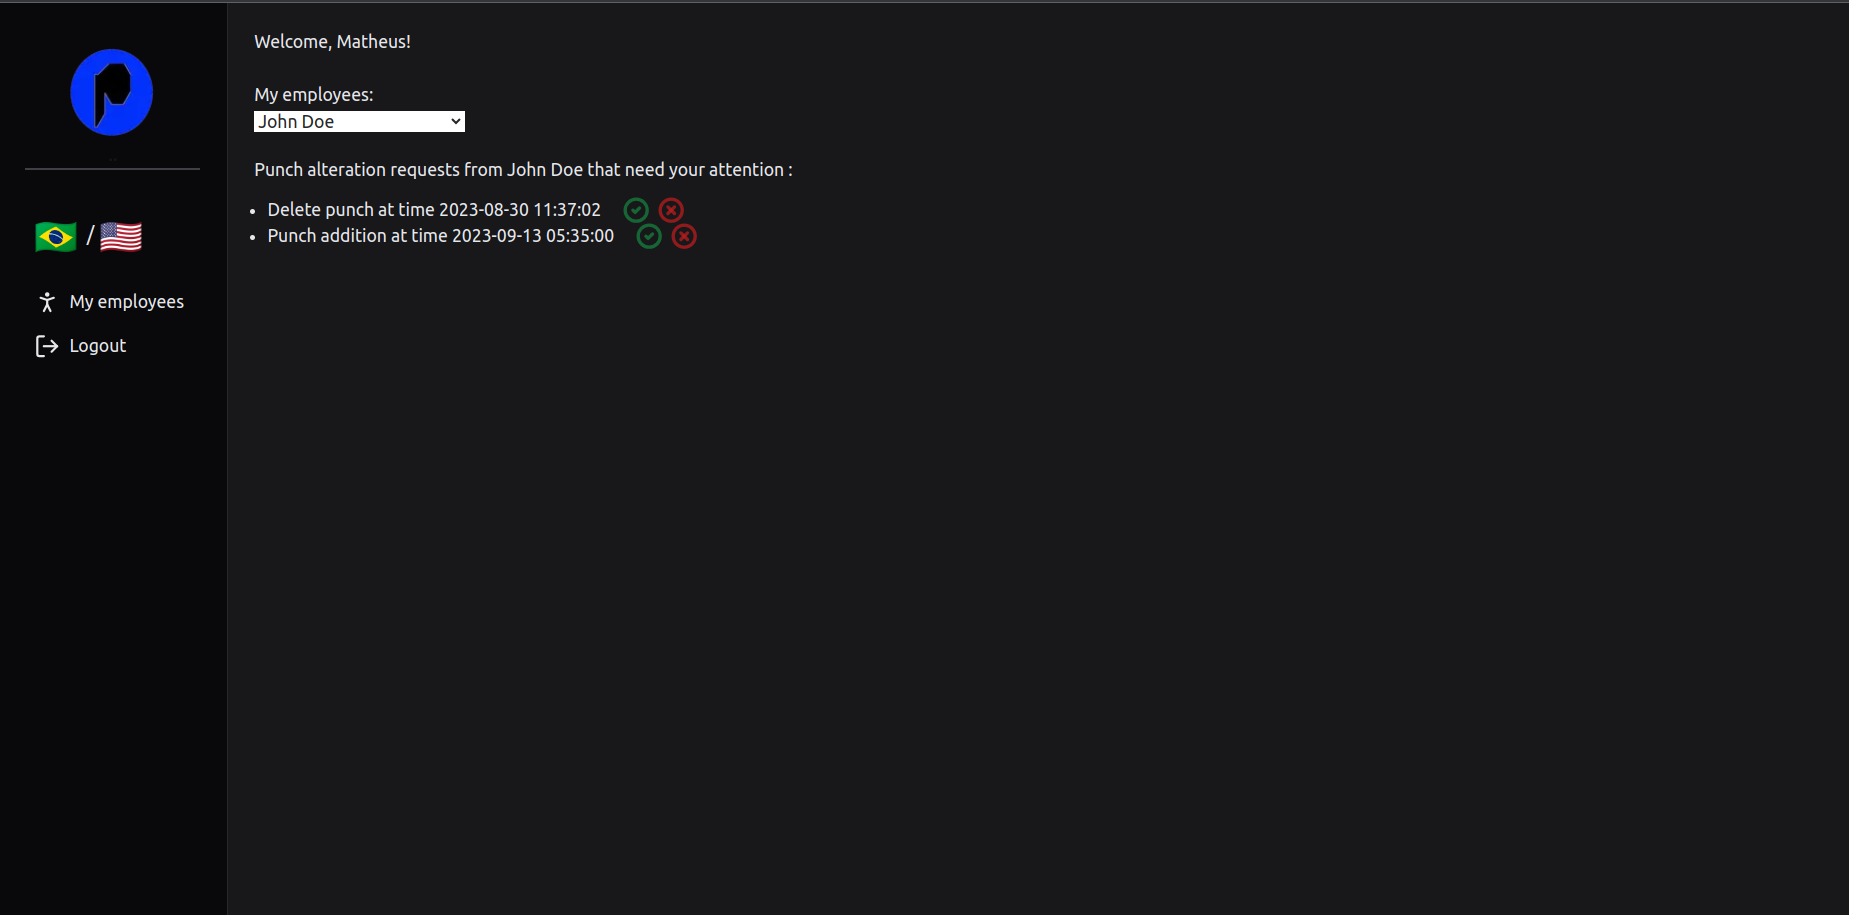 Welcome, Matheus!
My employees:
John Doe
Punch alteration requests from John Doe that need your attention :
Delete punch at time 2023-08-30 11:37:02
Punch addition at time 2023-09-13 05:35:00
/
My employees
Logout